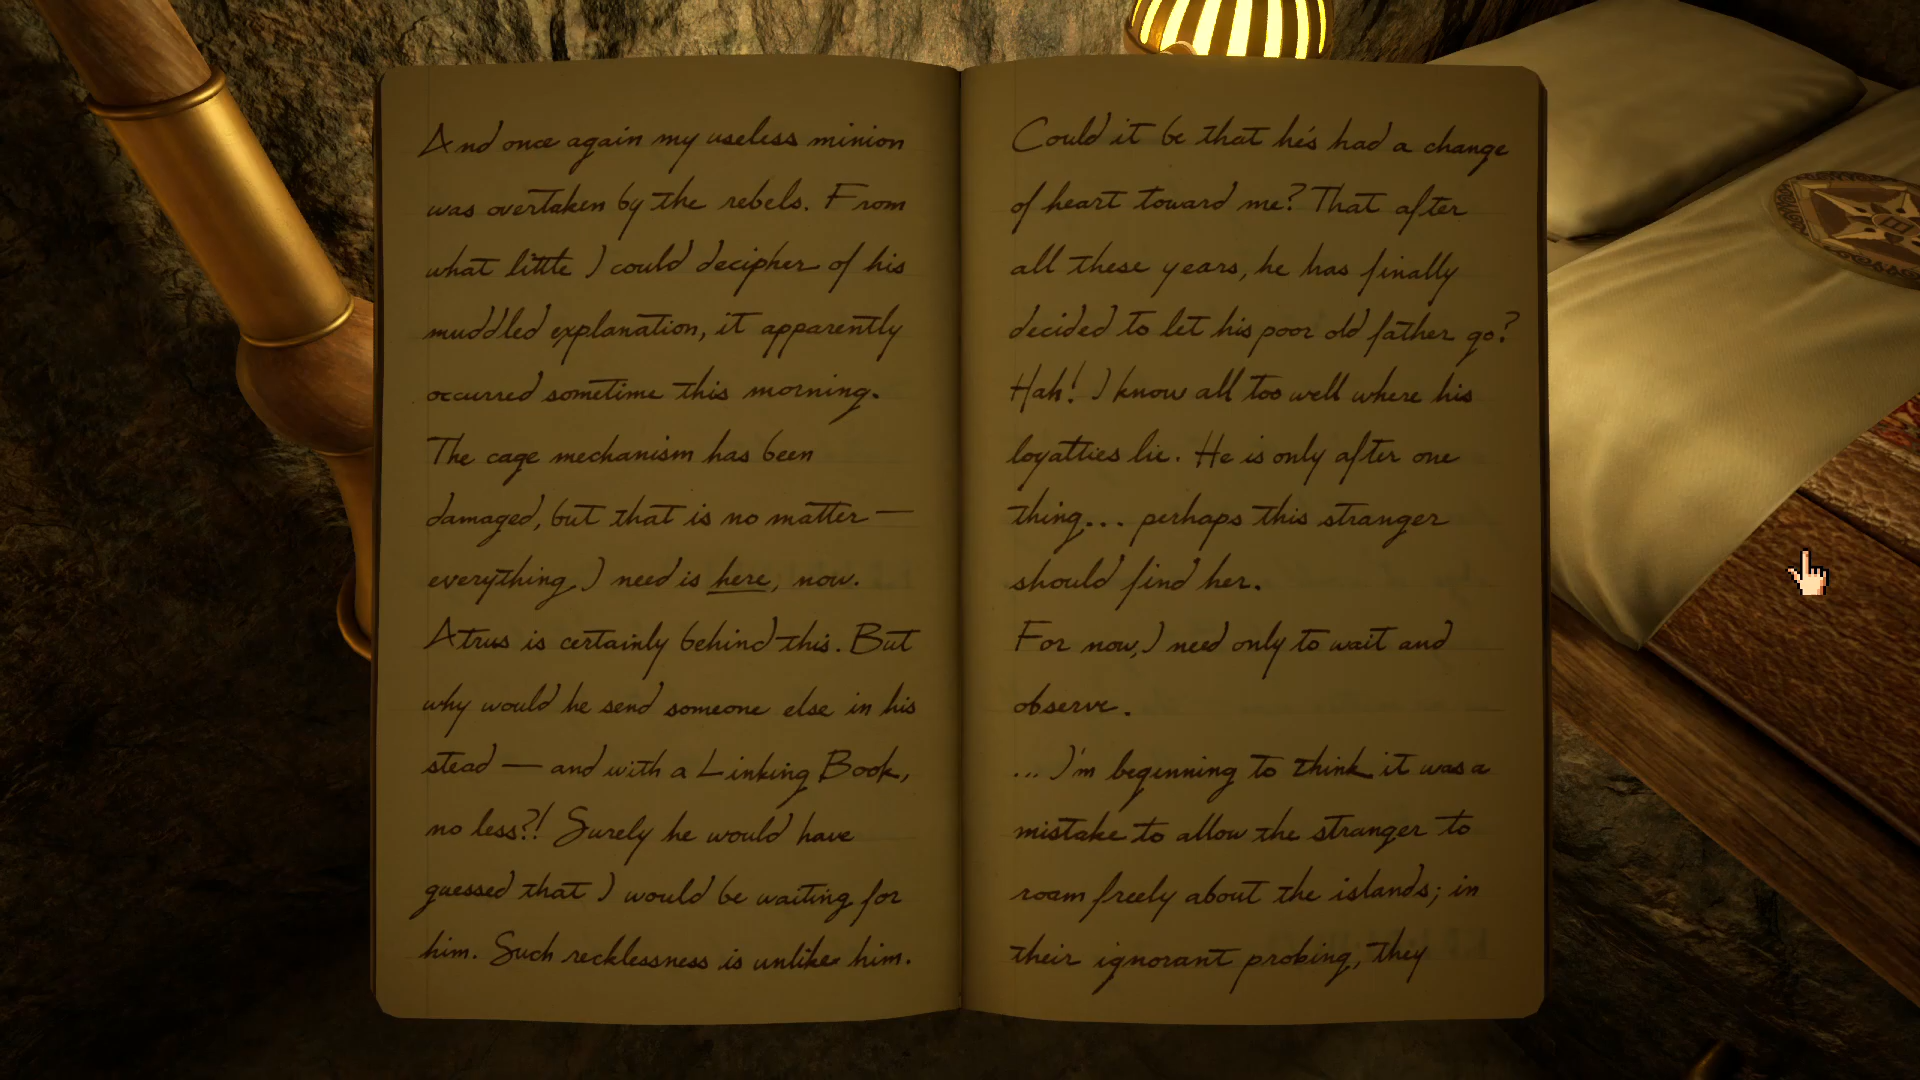 And once again my useless minion
was overtaken by the rebels. From
what little I could decipher of his
muddled explanation, it apparently
occurred sometime this morning.
The cage mechanism has been
damaged, but that is no matter —
everything I need is here, now.
Atrus is certainly behind this. But
why would he send someone else in his
stead — and with a Linking Book,
no less?! Surely he would have
guessed that I would be waiting for
him. Such recklessness is unlike him.
Could it be that he's had a change
of heart toward me? That after
all these years, he has finally
decided to let his poor old father go?
Hah! I know all too well where his
loyalties lie. He is only after one
thing... perhaps this stranger
should find her.
For now, I need only to wait and
observe.
... I'm beginning to think it was a
mistake to allow the stranger to
roam freely about the islands; in
their ignorant probing, they